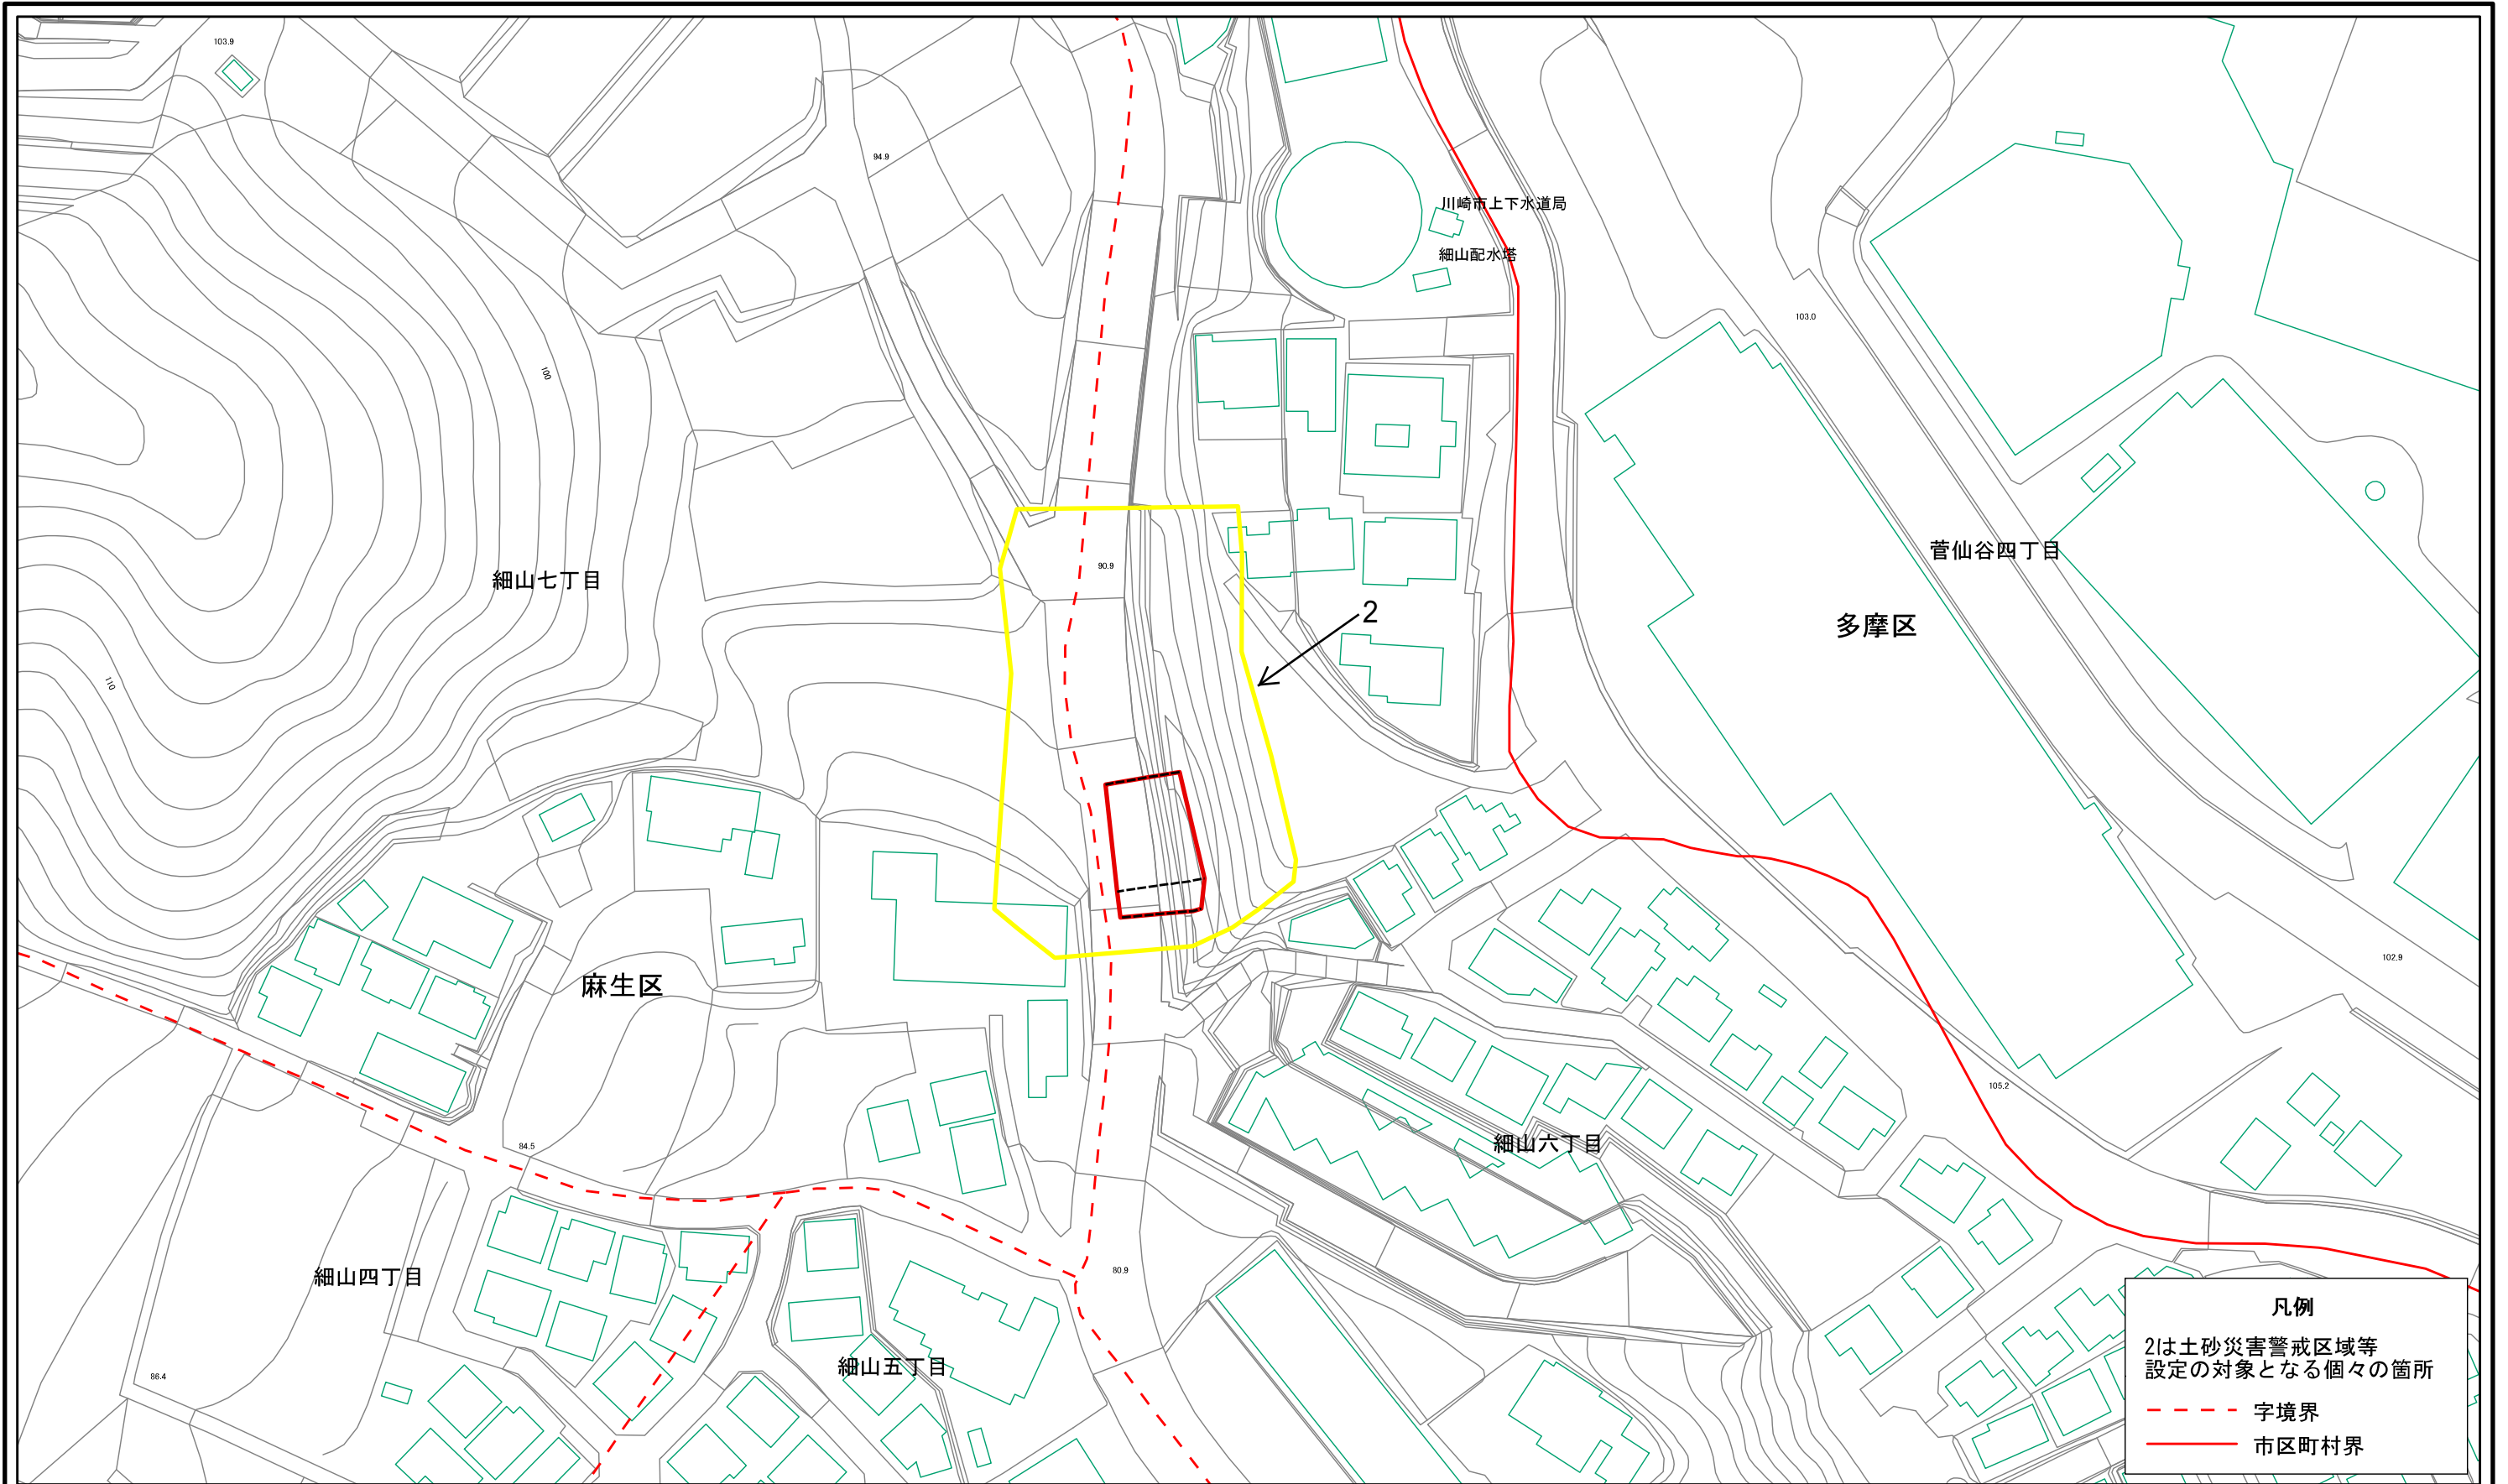 103.9
94.9
川崎市上下水道局
細山配水塔
103.0
100
90.9
菅仙谷四丁目
細山七丁目
2
多摩区
110
102.9
麻生区
105.2
84.5
細山六丁目
80.9
細山四丁目
細山五丁目
86.4
凡例
2は土砂災害警戒区域等
設定の対象となる個々の箇所
字境界
市区町村界